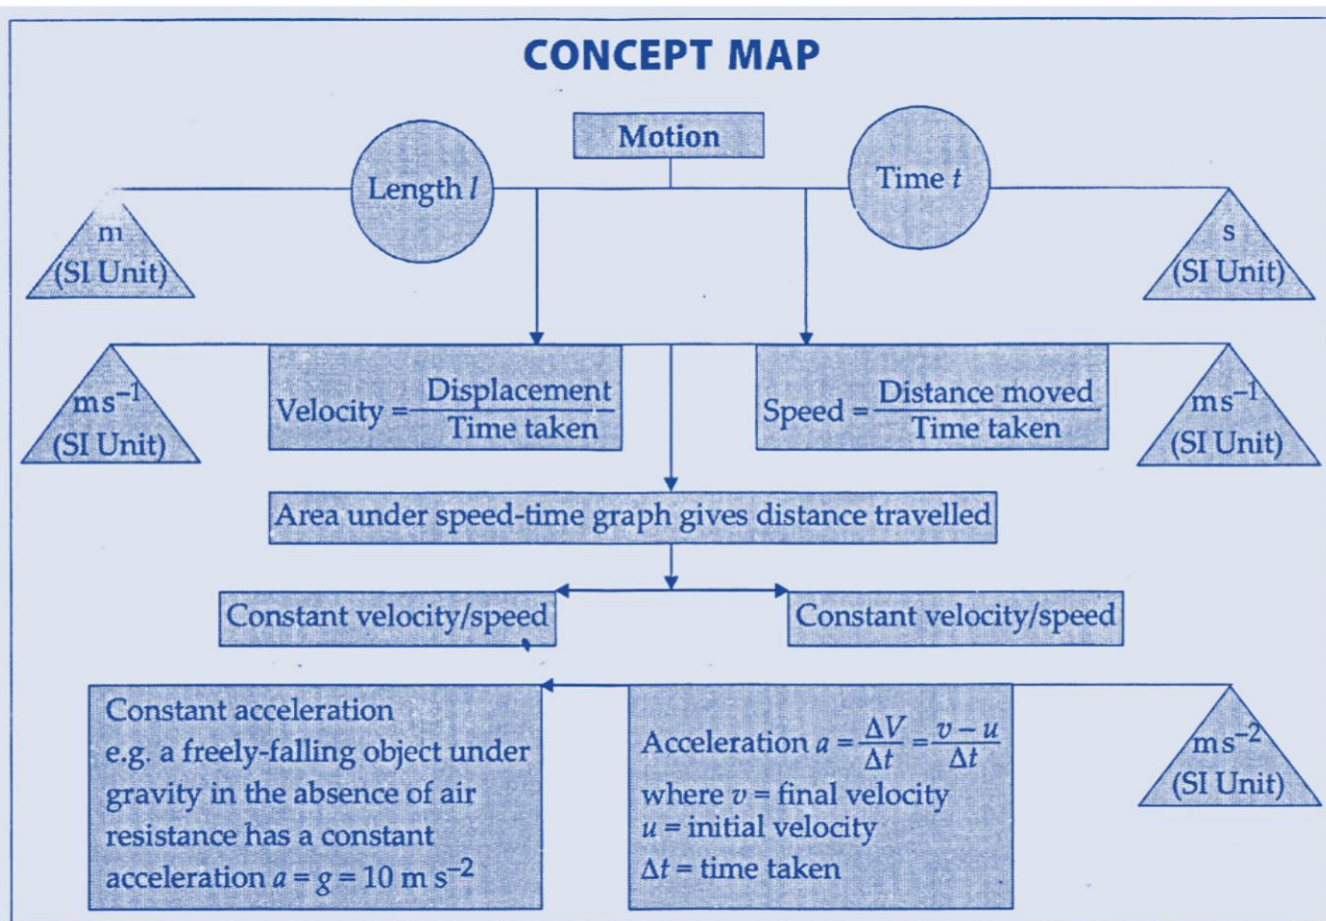 CONCEPT MAP
Motion
Length l
Time t
m
(SI Unit)
s
(SI Unit)
ms⁻¹
(SI Unit)
Velocity = Displacement / Time taken
Speed = Distance moved / Time taken
ms⁻¹
(SI Unit)
Area under speed-time graph gives distance travelled
Constant velocity/speed
Constant velocity/speed
Constant acceleration
e.g. a freely-falling object under
gravity in the absence of air
resistance has a constant
acceleration a = g = 10 m s⁻²
Acceleration a = ΔV/Δt = v – u/Δt
where v = final velocity
u = initial velocity
Δt = time taken
ms⁻²
(SI Unit)